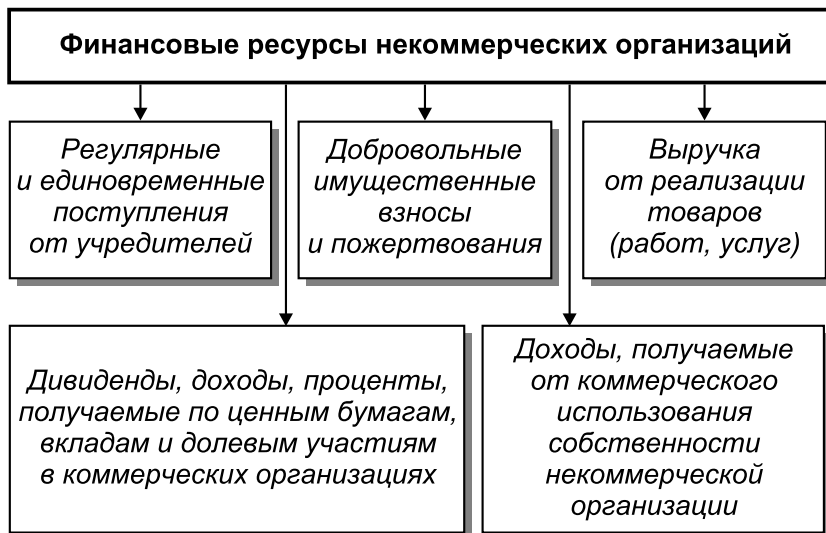 Финансовые ресурсы некоммерческих организаций
Регулярные
и единовременные
поступления
от учредителей
Добровольные
имущественные
взносы
и пожертвования
Выручка
от реализации
товаров
(работ, услуг)
Дивиденды, доходы, проценты,
получаемые по ценным бумагам,
вкладам и долевым участиям
в коммерческих организациях
Доходы, получаемые
от коммерческого
использования
собственности
некоммерческой
организации